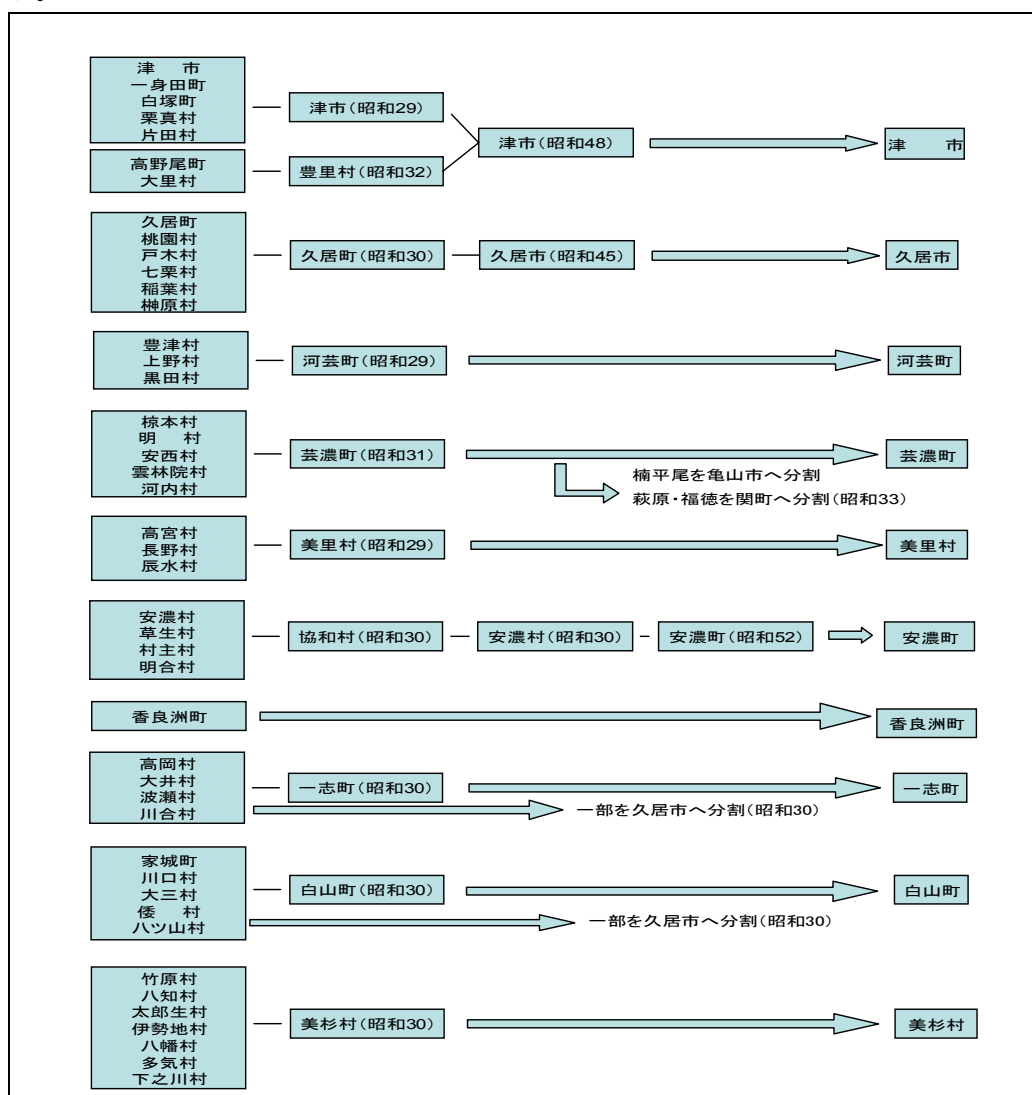 津　市
一身田町
白塚町
栗真村
片田村
津市（昭和29）
高野尾町
大里村
豊里村（昭和32）
津市（昭和48）
津　市
久居町
桃園村
戸木村
七栗村
稲葉村
榊原村
久居町（昭和30）
久居市（昭和45）
久居市
豊津村
上野村
黒田村
河芸町（昭和29）
河芸町
椋本村
明　村
安西村
雲林院村
河内村
芸濃町（昭和31）
芸濃町
楠平尾を亀山市へ分割
萩原・福徳を関町へ分割（昭和33）
高宮村
長野村
辰水村
美里村（昭和29）
美里村
安濃村
草生村
村主村
明合村
協和村（昭和30）
安濃村（昭和30）
安濃町（昭和52）
安濃町
香良洲町
香良洲町
高岡村
大井村
波瀬村
川合村
一志町（昭和30）
一志町
一部を久居市へ分割（昭和30）
家城町
川口村
大三村
倭　村
八ツ山村
白山町（昭和30）
白山町
一部を久居市へ分割（昭和30）
竹原村
八知村
太郎生村
伊勢地村
八幡村
多気村
下之川村
美杉村（昭和30）
美杉村